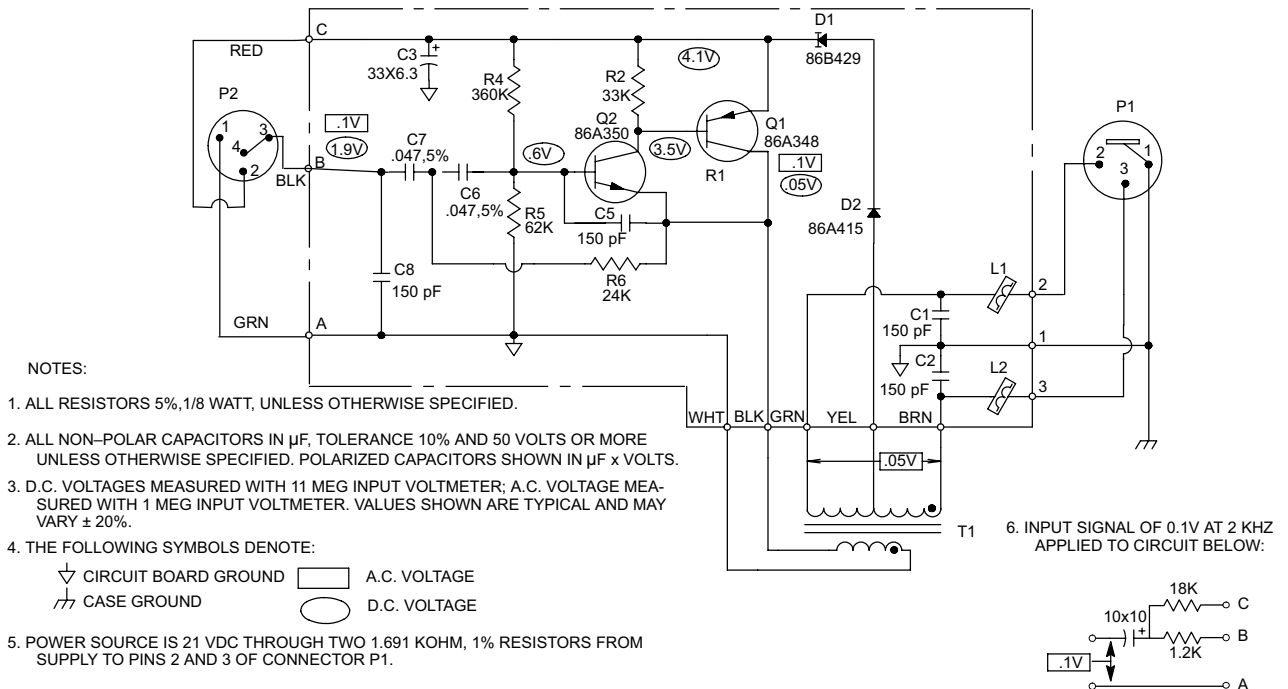 C
D1
RED
C3
33X6.3
+
R4
360K
R2
33K
4.1V
86B429
P2
P1
1
3
4
2
.1V
1.9V
B
BLK
C7
.047,5%
C6
.047,5%
.6V
Q2
86A350
3.5V
Q1
86A348
R1
.1V
.05V
2
1
3
R5
62K
C5
150 pF
D2
86A415
C8
150 pF
R6
24K
L1
2
C1
150 pF
GRN
A
1
C2
150 pF
L2
3
WHT
BLK
GRN
YEL
BRN
.05V
T1
NOTES:
1. ALL RESISTORS 5%,1/8 WATT, UNLESS OTHERWISE SPECIFIED.
2. ALL NON–POLAR CAPACITORS IN µF, TOLERANCE 10% AND 50 VOLTS OR MORE
UNLESS OTHERWISE SPECIFIED. POLARIZED CAPACITORS SHOWN IN µF x VOLTS.
3. D.C. VOLTAGES MEASURED WITH 11 MEG INPUT VOLTMETER; A.C. VOLTAGE MEA-
SURED WITH 1 MEG INPUT VOLTMETER. VALUES SHOWN ARE TYPICAL AND MAY
VARY ± 20%.
4. THE FOLLOWING SYMBOLS DENOTE:
CIRCUIT BOARD GROUND
A.C. VOLTAGE
CASE GROUND
D.C. VOLTAGE
5. POWER SOURCE IS 21 VDC THROUGH TWO 1.691 KOHM, 1% RESISTORS FROM
SUPPLY TO PINS 2 AND 3 OF CONNECTOR P1.
6. INPUT SIGNAL OF 0.1V AT 2 KHZ
APPLIED TO CIRCUIT BELOW:
18K
C
10x10
+
B
1.2K
.1V
A